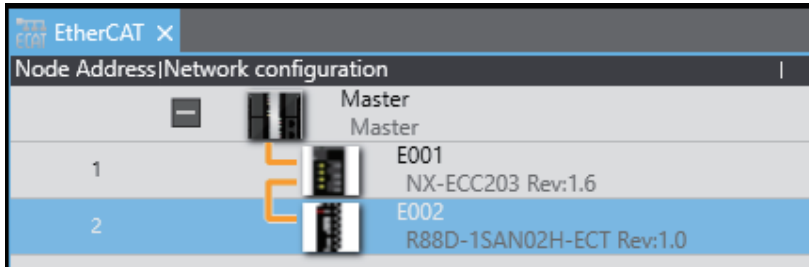 ECAT EtherCAT ×
Node Address|Network configuration |
Master
Master
1
E001
NX-ECC203 Rev:1.6
2
E002
R88D-1SAN02H-ECT Rev:1.0